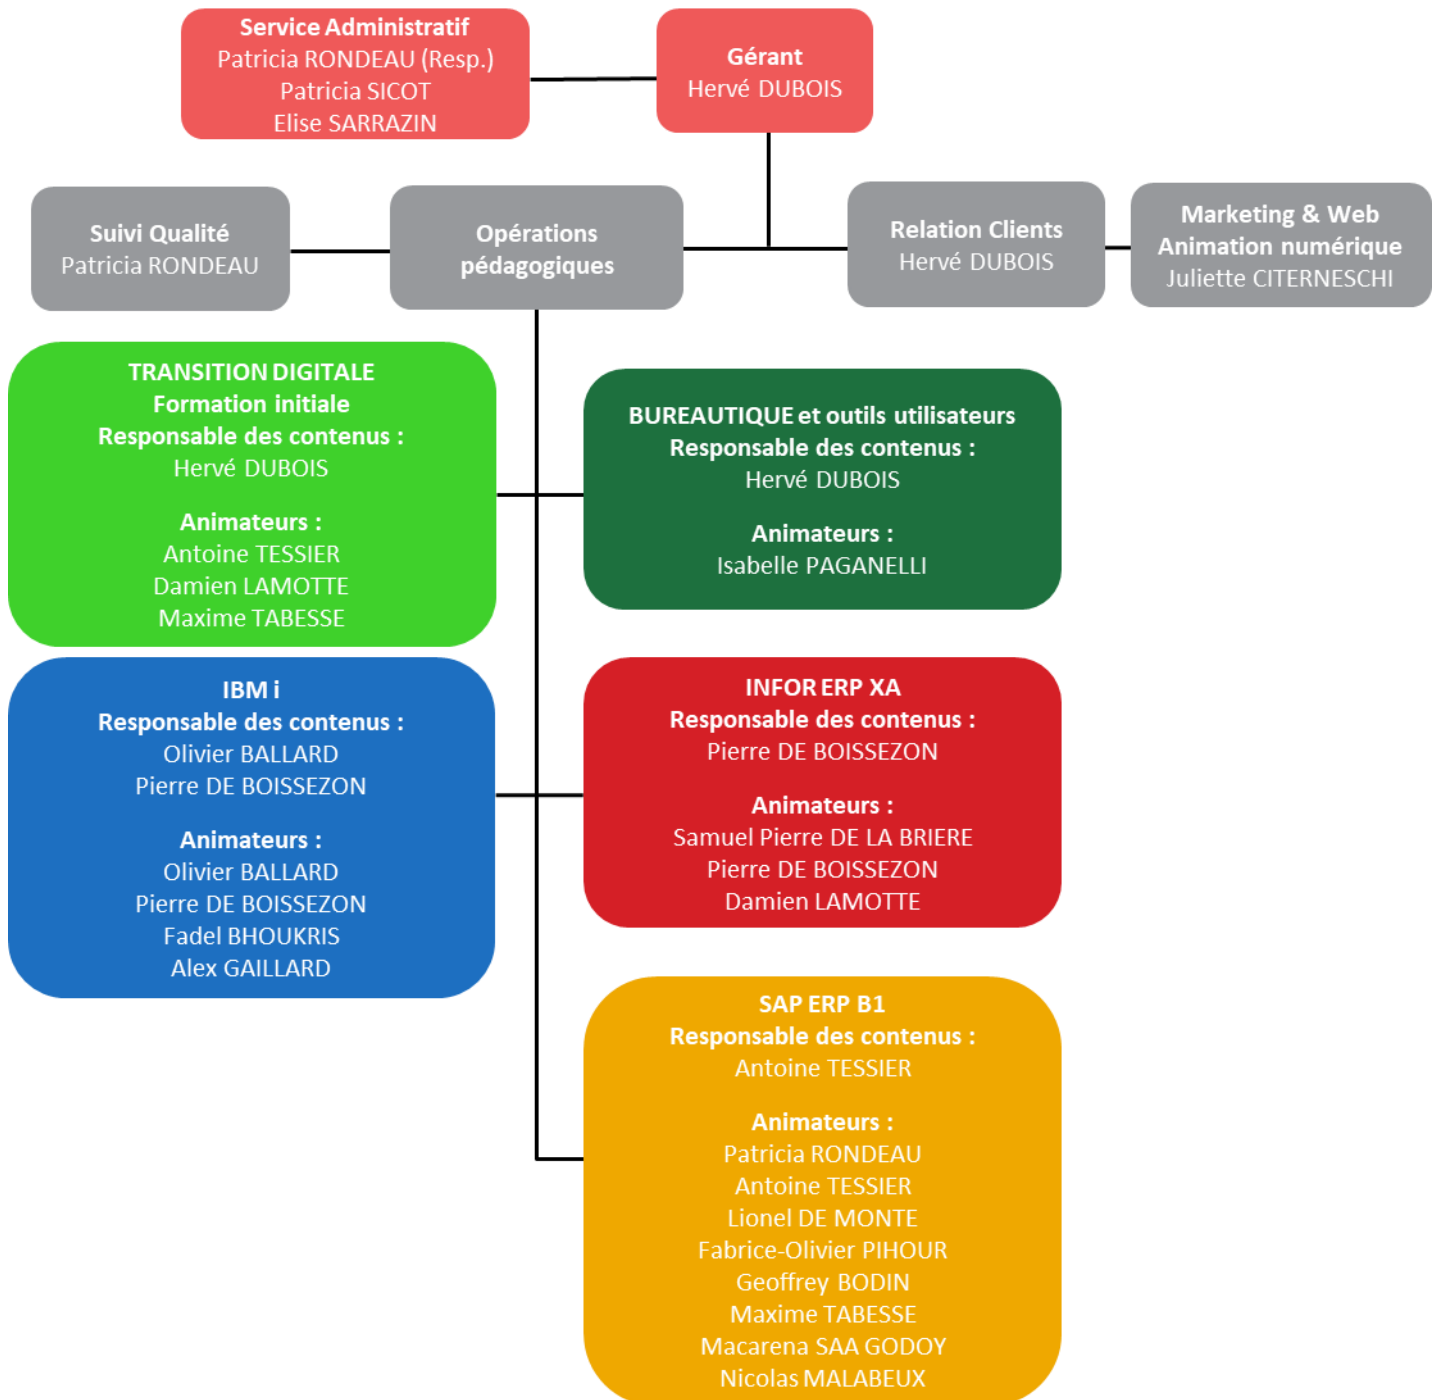 Service Administratif
Patricia RONDEAU (Resp.)
Patricia SICOT
Elise SARRAZIN
Gérant
Hervé DUBOIS
Suivi Qualité
Patricia RONDEAU
Opérations
pédagogiques
Relation Clients
Hervé DUBOIS
Marketing & Web
Animation numérique
Juliette CITERNESCHI
TRANSITION DIGITALE
Formation initiale
Responsable des contenus :
Hervé DUBOIS
Animateurs :
Antoine TESSIER
Damien LAMOTTE
Maxime TABESSE
BUREAUTIQUE et outils utilisateurs
Responsable des contenus :
Hervé DUBOIS
Animateurs :
Isabelle PAGANELLI
IBM i
Responsable des contenus :
Olivier BALLARD
Pierre DE BOISSEZON
Animateurs :
Olivier BALLARD
Pierre DE BOISSEZON
Fadel BHOUKRIS
Alex GAILLARD
INFOR ERP XA
Responsable des contenus :
Pierre DE BOISSEZON
Animateurs :
Samuel Pierre DE LA BRIERE
Pierre DE BOISSEZON
Damien LAMOTTE
SAP ERP B1
Responsable des contenus :
Antoine TESSIER
Animateurs :
Patricia RONDEAU
Antoine TESSIER
Lionel DE MONTE
Fabrice-Olivier PIHOUR
Geoffrey BODIN
Maxime TABESSE
Macarena SAA GODOY
Nicolas MALABEUX